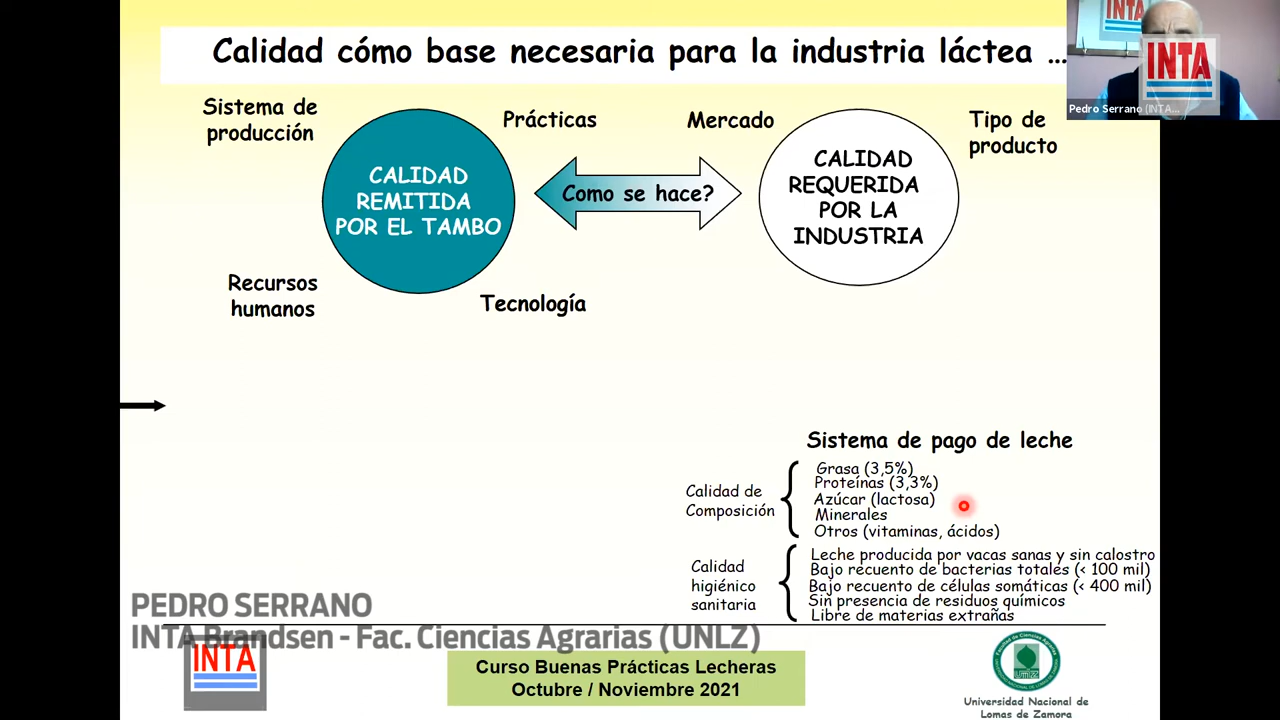 Calidad cómo base necesaria para la industria láctea ...
INTA
INTA
Pedro Serrano (INTA...
Sistema de
producción
CALIDAD
REMITIDA
POR EL TAMBO
Prácticas
Como se hace?
Mercado
CALIDAD
REQUERIDA
POR LA
INDUSTRIA
Tipo de
producto
Recursos
humanos
Tecnología
Sistema de pago de leche
Calidad de
Composición
Grasa (3,5%)
Proteínas (3,3%)
Azúcar (lactosa)
Minerales
Otros (vitaminas, ácidos)
Calidad
higiénico
sanitaria
Leche producida por vacas sanas y sin calostro
Bajo recuento de bacterias totales (< 100 mil)
Bajo recuento de células somáticas (< 400 mil)
Sin presencia de residuos químicos
Libre de materias extrañas
PEDRO SERRANO
INTA Brandsen - Fac. Ciencias Agrarias (UNLZ)
INTA
Curso Buenas Prácticas Lecheras
Octubre / Noviembre 2021
Universidad Nacional de
Lomas de Zamora